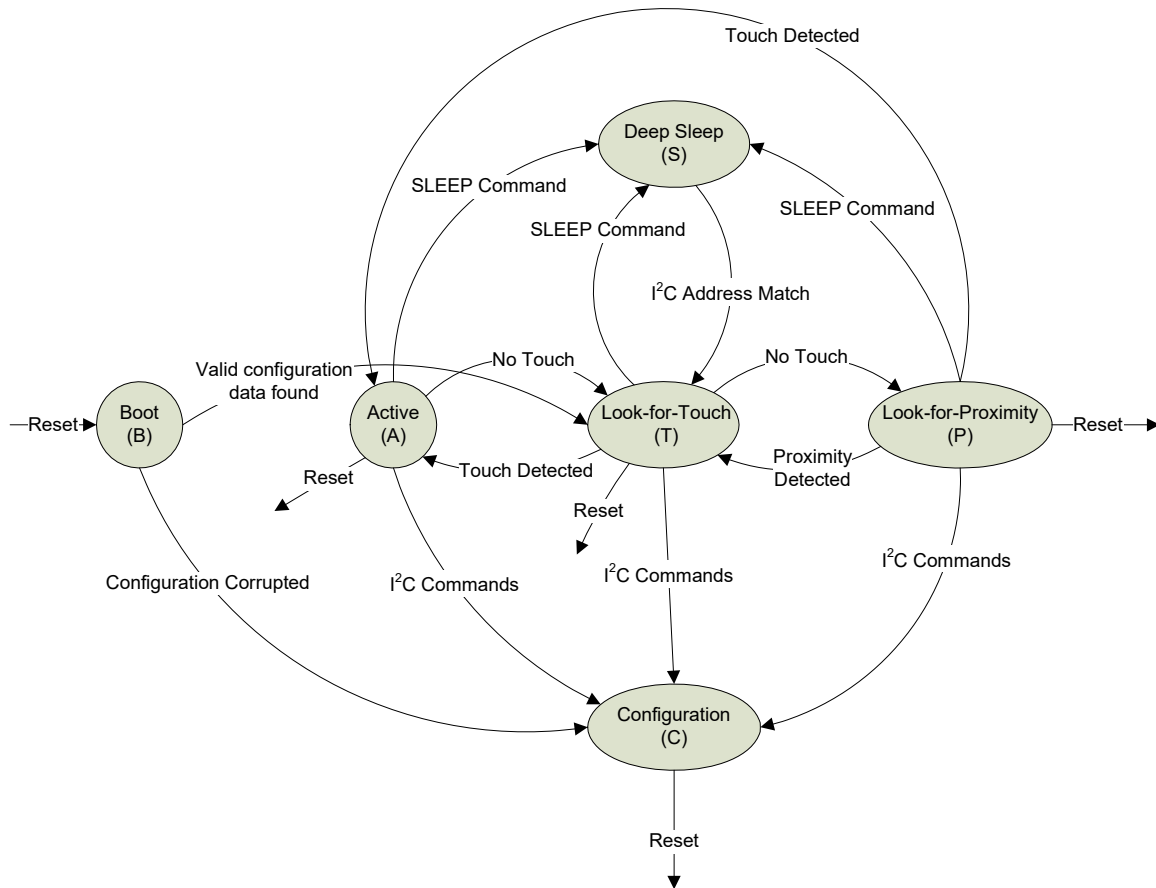 Touch Detected
Deep Sleep
(S)
SLEEP Command
SLEEP Command
SLEEP Command
I²C Address Match
Valid configuration
data found
No Touch
No Touch
Reset
Boot
(B)
Active
(A)
Look-for-Touch
(T)
Look-for-Proximity
(P)
Reset
Reset
Touch Detected
Proximity
Detected
Reset
Configuration Corrupted
I²C Commands
I²C Commands
I²C Commands
Configuration
(C)
Reset